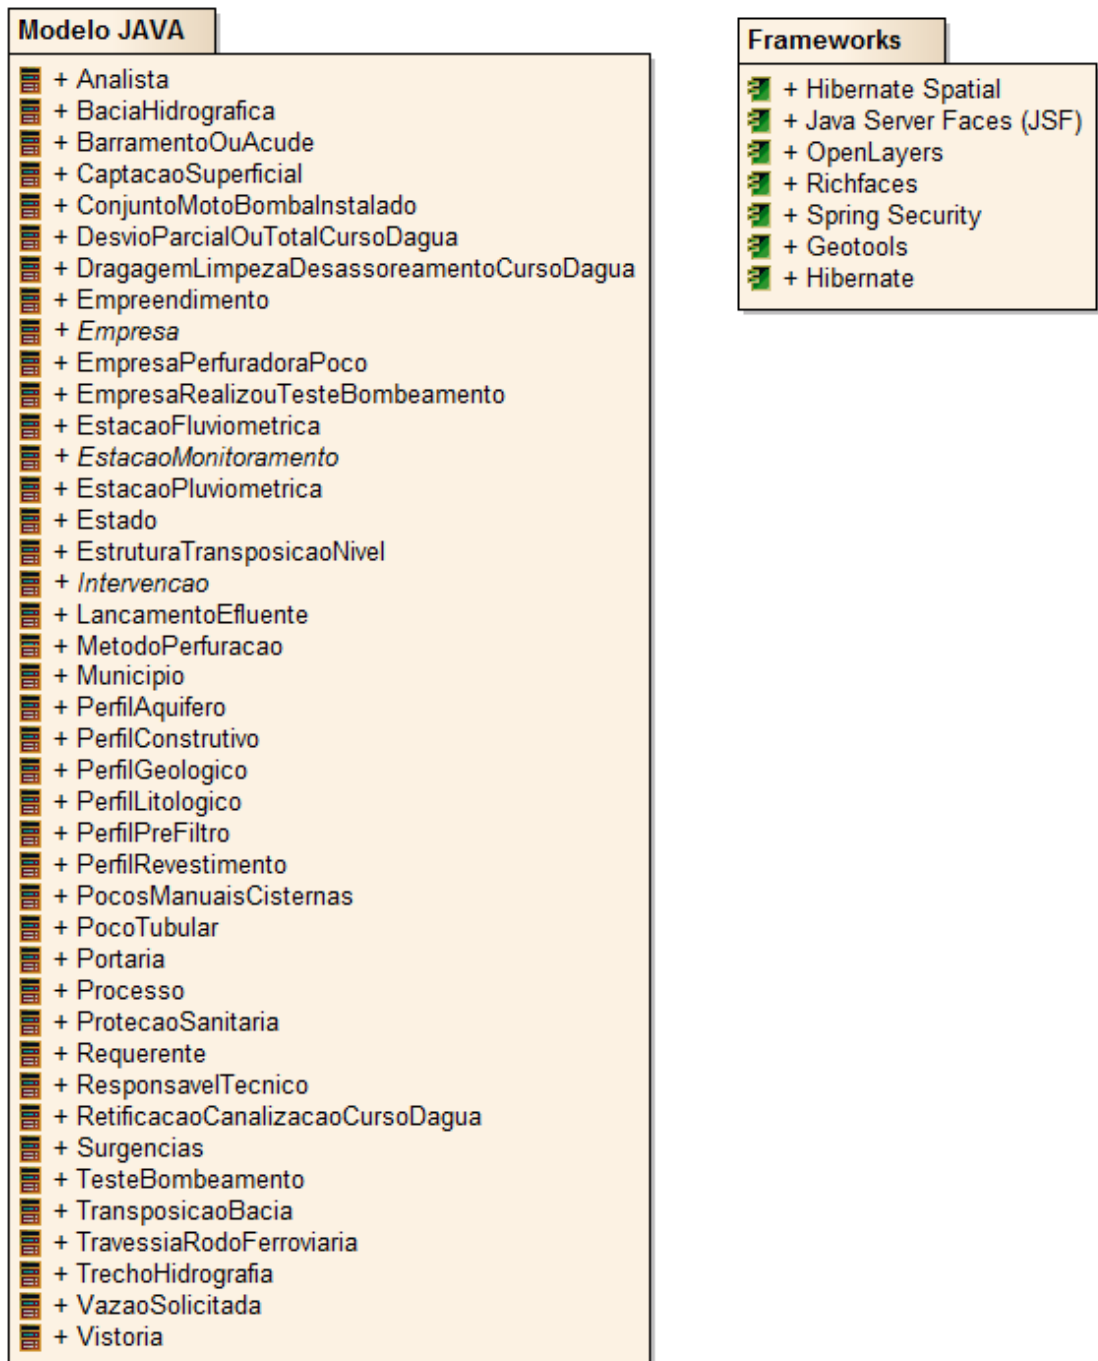 Modelo JAVA
+ Analista
+ BaciaHidrografica
+ BarramentoOuAcude
+ CaptacaoSuperficial
+ ConjuntoMotoBombaInstalado
+ DesvioParcialOuTotalCursoDagua
+ DragagemLimpezaDesassoreamentoCursoDagua
+ Empreendimento
+ Empresa
+ EmpresaPerfuradoraPoco
+ EmpresaRealizouTesteBombeamento
+ EstacaoFluviometrica
+ EstacaoMonitoramento
+ EstacaoPluviometrica
+ Estado
+ EstruturaTransposicaoNivel
+ Intervencao
+ LancamentoEfluente
+ MetodoPerfuracao
+ Municipio
+ PerfilAquifero
+ PerfilConstrutivo
+ PerfilGeologico
+ PerfilLitologico
+ PerfilPreFiltro
+ PerfilRevestimento
+ PocosManuaisCisternas
+ PocoTubular
+ Portaria
+ Processo
+ ProtecaoSanitaria
+ Requerente
+ ResponsavelTecnico
+ RetificacaoCanalizacaoCursoDagua
+ Surgencias
+ TesteBombeamento
+ TransposicaoBacia
+ TravessiaRodoFerroviaria
+ TrechoHidrografia
+ VazaoSolicitada
+ Vistoria
Frameworks
+ Hibernate Spatial
+ Java Server Faces (JSF)
+ OpenLayers
+ Richfaces
+ Spring Security
+ Geotools
+ Hibernate